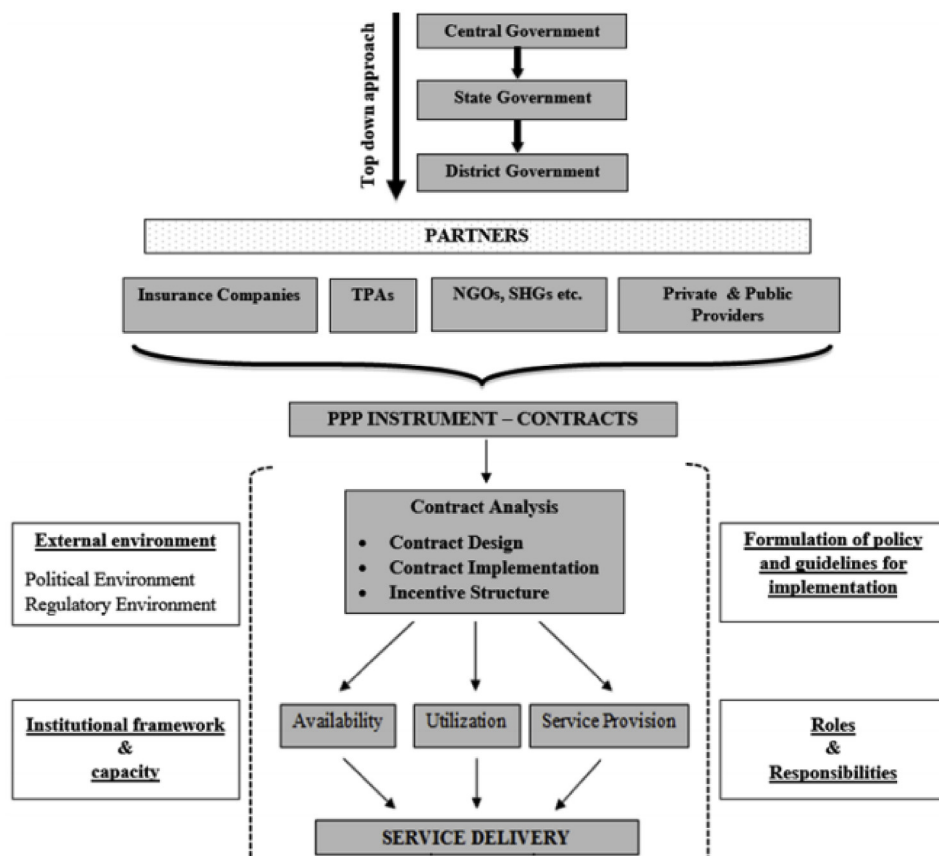 Top down approach
Central Government
State Government
District Government
PARTNERS
Insurance Companies
TPAs
NGOs, SHGs etc.
Private & Public
Providers
PPP INSTRUMENT – CONTRACTS
Contract Analysis
• Contract Design
• Contract Implementation
• Incentive Structure
External environment
Political Environment
Regulatory Environment
Formulation of policy
and guidelines for
implementation
Availability
Utilization
Service Provision
Institutional framework
&
capacity
Roles
&
Responsibilities
SERVICE DELIVERY